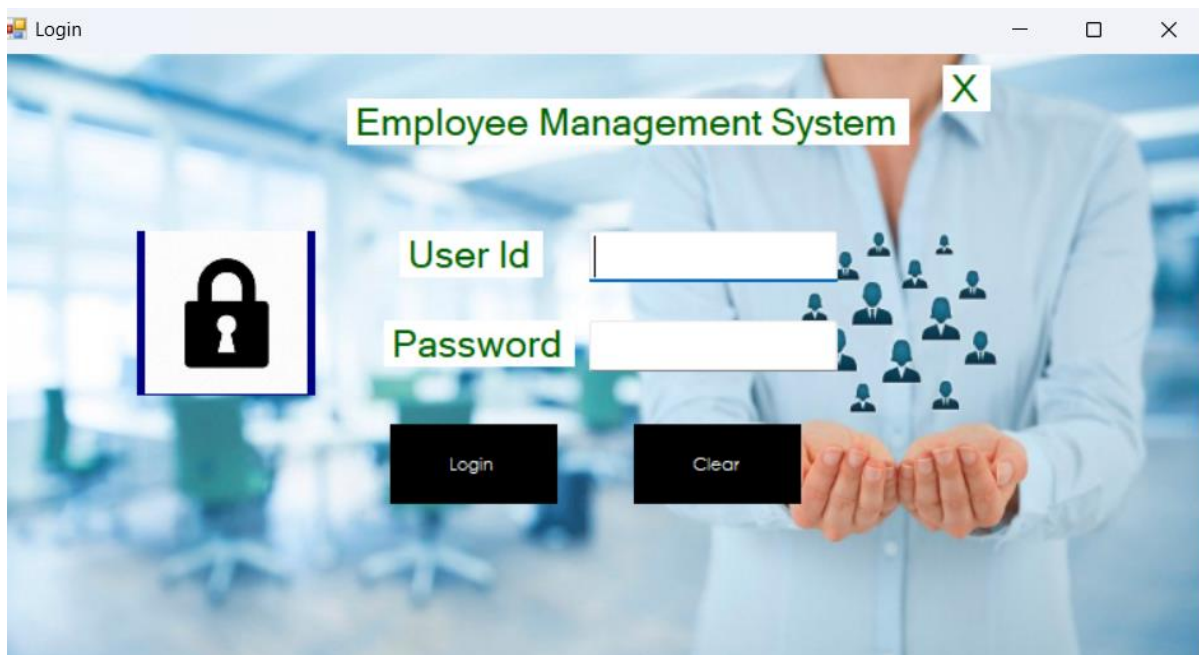 Login
X
Employee Management System
User Id
Password
Login
Clear